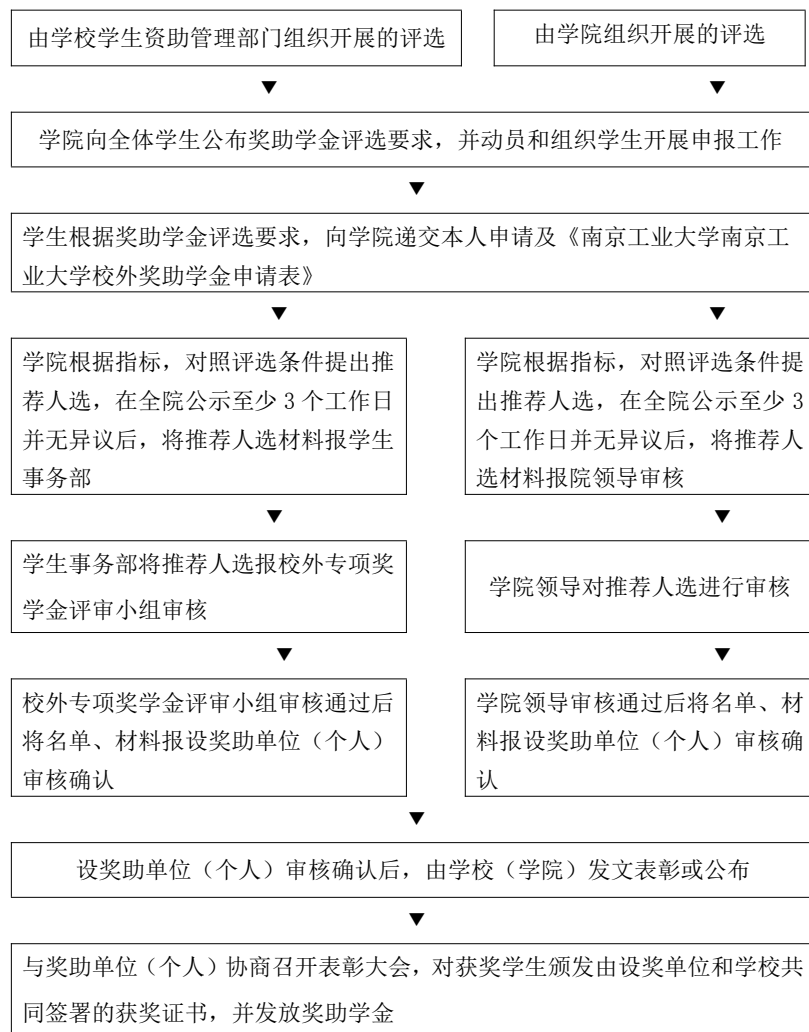 由学校学生资助管理部门组织开展的评选
由学院组织开展的评选
学院向全体学生公布奖助学金评选要求，并动员和组织学生开展申报工作
学生根据奖助学金评选要求，向学院递交本人申请及《南京工业大学南京工
业大学校外奖助学金申请表》
学院根据指标，对照评选条件提出推
荐人选，在全院公示至少 3 个工作日
并无异议后，将推荐人选材料报学生
事务部
学院根据指标，对照评选条件提
出推荐人选，在全院公示至少 3
个工作日并无异议后，将推荐人
选材料报院领导审核
学生事务部将推荐人选报校外专项奖
学金评审小组审核
学院领导对推荐人选进行审核
校外专项奖学金评审小组审核通过后
将名单、材料报设奖助单位（个人）
审核确认
学院领导审核通过后将名单、材
料报设奖助单位（个人）审核确
认
设奖助单位（个人）审核确认后，由学校（学院）发文表彰或公布
与奖助单位（个人）协商召开表彰大会，对获奖学生颁发由设奖单位和学校共
同签署的获奖证书，并发放奖助学金